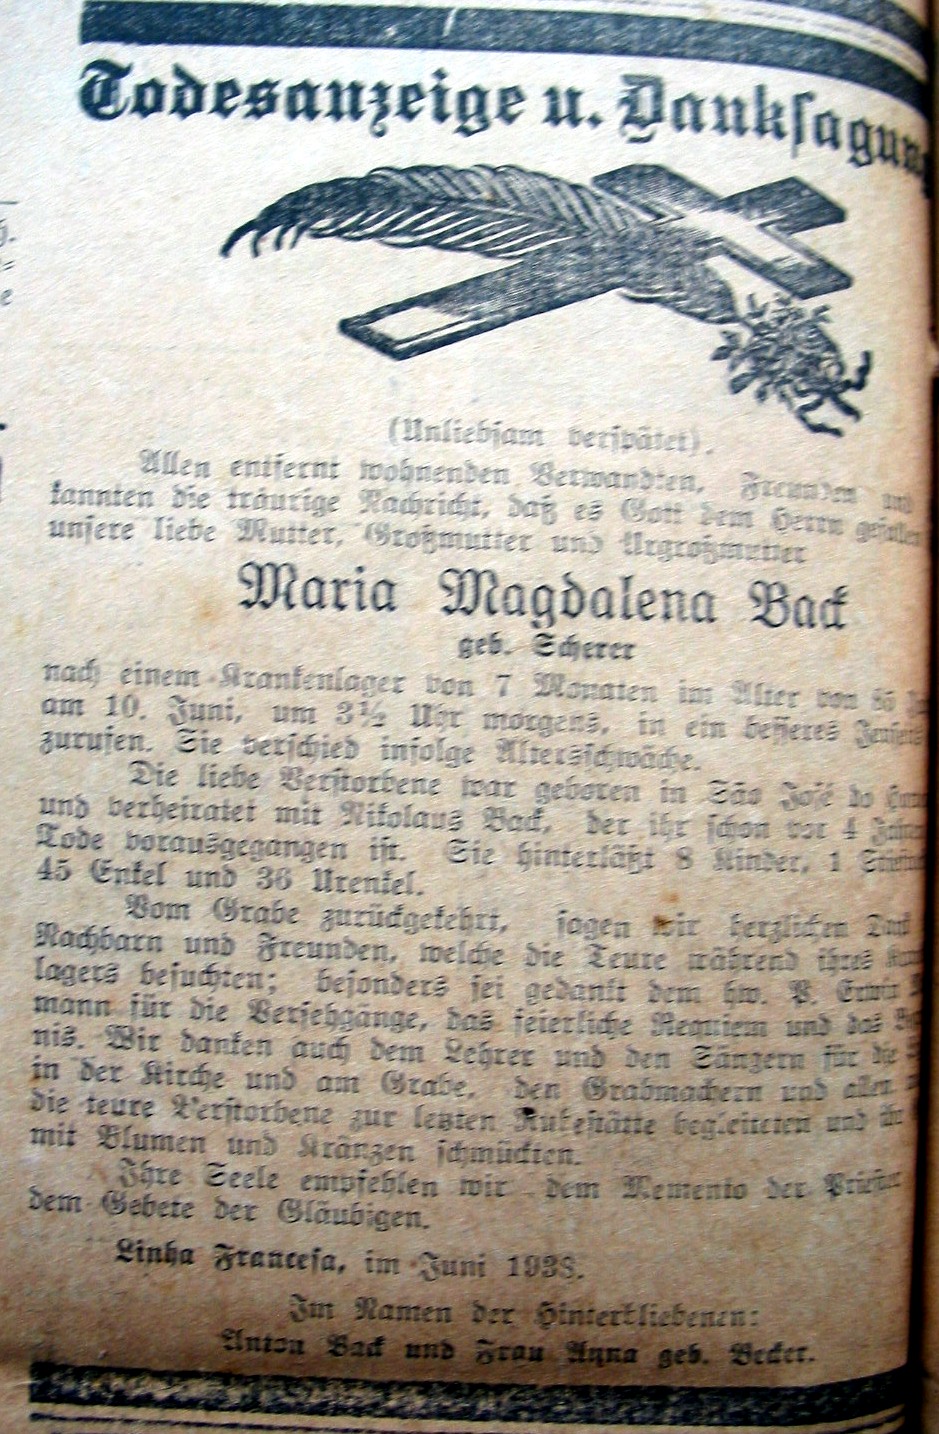 Todesanzeige u. Danksagung
(Unliebsam verspätet).
Allen entfernt wohnenden Verwandten, Freunden und
kannten die traurige Nachricht, daß es Gott dem Herrn gefallen
unsere liebe Mutter, Großmutter und Urgroßmutter
Maria Magdalena Back
geb. Scherer
nach einem Krankenlager von 7 Monaten im Alter von
am 10. Juni, um 3½ Uhr morgens, in ein besseres Jenseits
zurufen. Sie verschied infolge Altersschwäche.
Die liebe Verstorbene war geboren in São José do
und verheiratet mit Nikolaus Back, der ihr schon vor 4 Jahren
Tode vorausgegangen ist. Sie hinterläßt 8 Kinder, 1
45 Enkel und 36 Urenkel.
Vom Grabe zurückgekehrt, sagen wir herzlichen Dank
Nachbarn und Freunden, welche die Teure während ihres
lagers besuchten; besonders sei gedankt dem hw. P. Erwin
mann für die Versehgänge, das feierliche Requiem und das
nis. Wir danken auch dem Lehrer und den Sängern für die
in der Kirche und am Grabe, den Grabmachern und allen
die teure Verstorbene zur letzten Ruhestätte begleiteten und ihr
mit Blumen und Kränzen schmückten.
Ihre Seele empfehlen wir dem Memento der Priester
dem Gebete der Gläubigen.
Linha Francesa, im Juni 1938.
Im Namen der Hinterbliebenen:
Anton Back und Frau Anna geb. Becker.